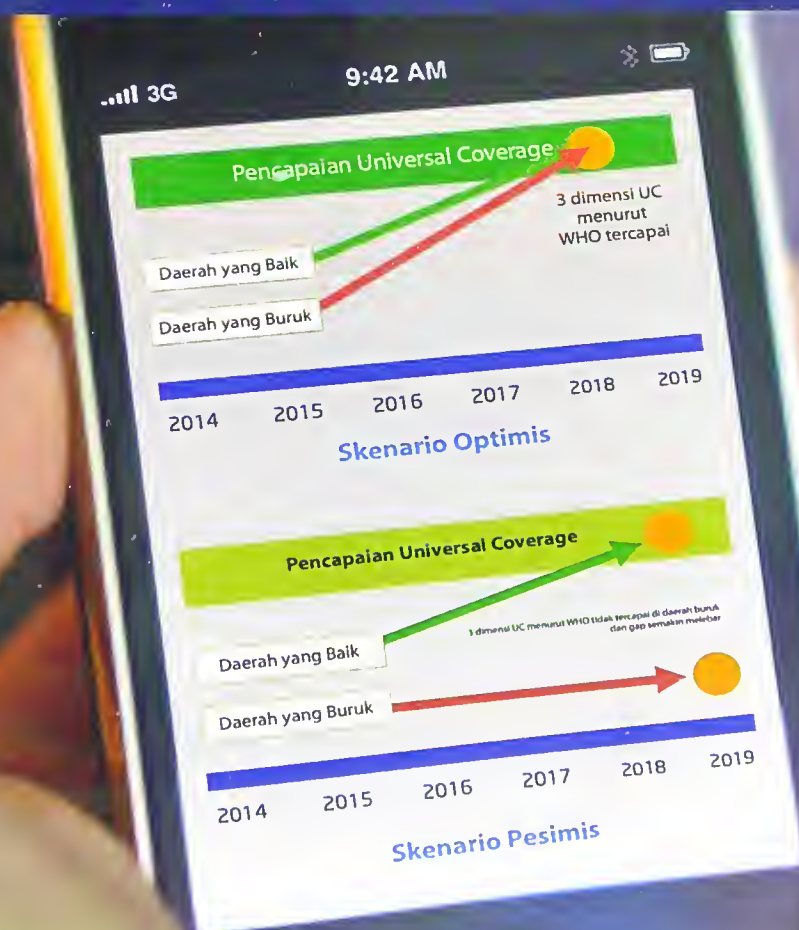 3G
9:42 AM
Pencapaian Universal Coverage
3 dimensi UC
menurut
WHO tercapai
Daerah yang Baik
Daerah yang Buruk
2014 2015 2016 2017 2018 2019
Skenario Optimis
Pencapaian Universal Coverage
3 dimensi UC menurut WHO tidak tercapai di daerah buruk
dan gap semakin melebar
Daerah yang Baik
Daerah yang Buruk
2014 2015 2016 2017 2018 2019
Skenario Pesimis